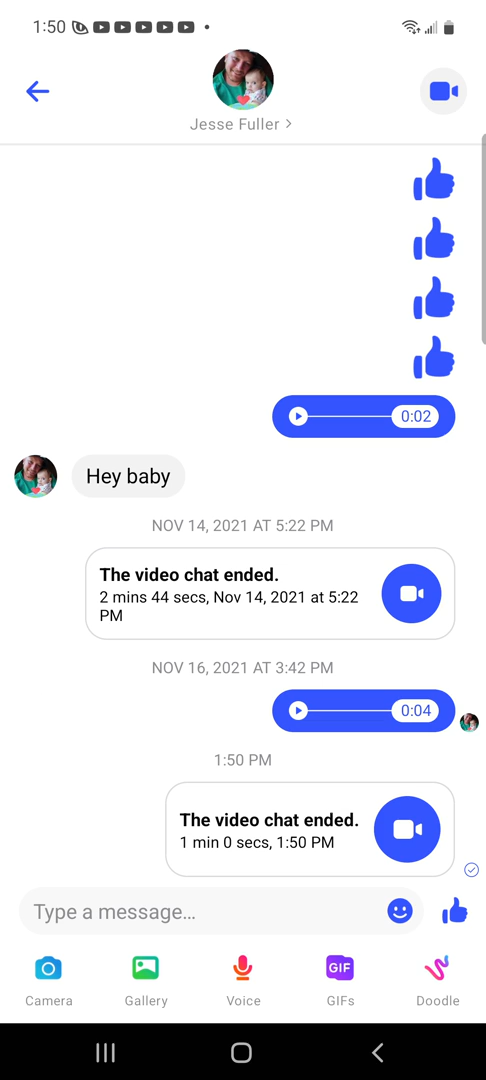 1:50
Jesse Fuller >
0:02
Hey baby
NOV 14, 2021 AT 5:22 PM
The video chat ended.
2 mins 44 secs, Nov 14, 2021 at 5:22
PM
NOV 16, 2021 AT 3:42 PM
0:04
1:50 PM
The video chat ended.
1 min 0 secs, 1:50 PM
Type a message...
GIF
Camera Gallery Voice GIFs Doodle